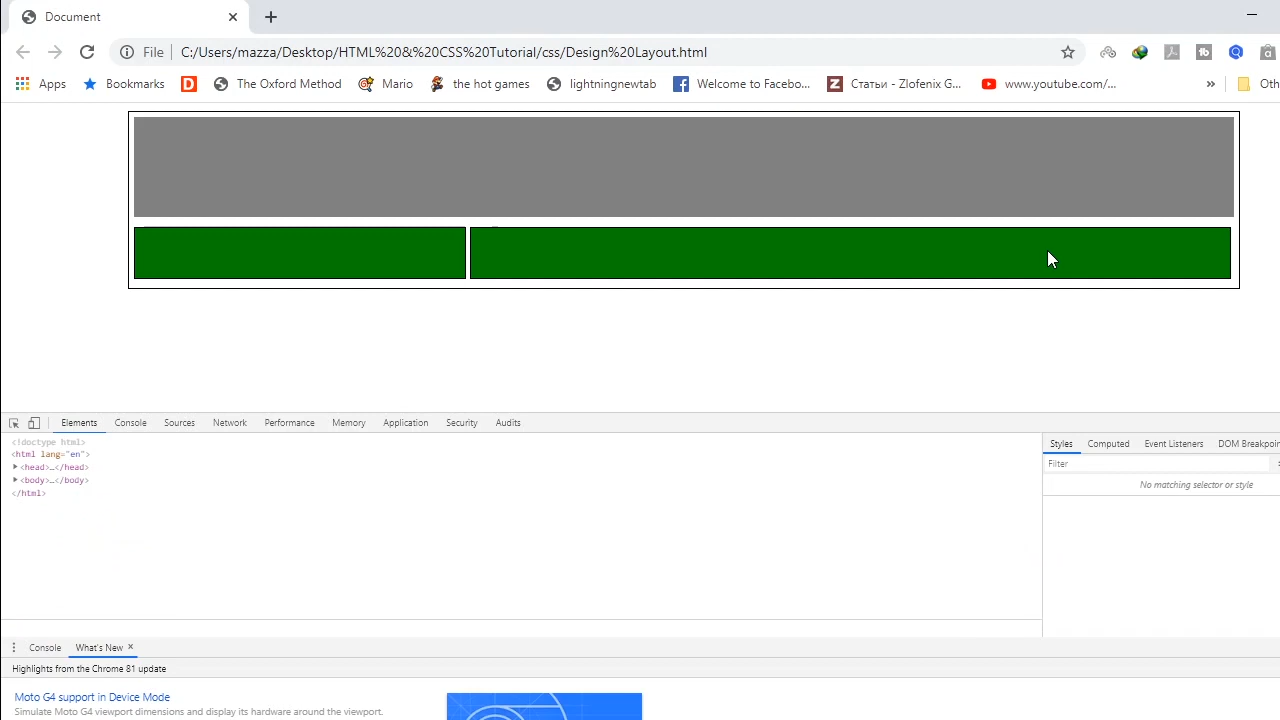 Document
File
C:/Users/mazza/Desktop/HTML%20&%20CSS%20Tutorial/css/Design%20Layout.html
Apps Bookmarks The Oxford Method Mario the hot games lightningnewtab Welcome to Facebo... Статьи - Zlofenix G... www.youtube.com/... » Oth
Elements Console Sources Network Performance Memory Application Security Audits
<!doctype html>
<html lang="en">
<head>…</head>
<body>…</body>
</html>
Styles Computed Event Listeners DOM Breakpoin
Filter
No matching selector or style
Console What's New
Highlights from the Chrome 81 update
Moto G4 support in Device Mode
Simulate Moto G4 viewport dimensions and display its hardware around the viewport.